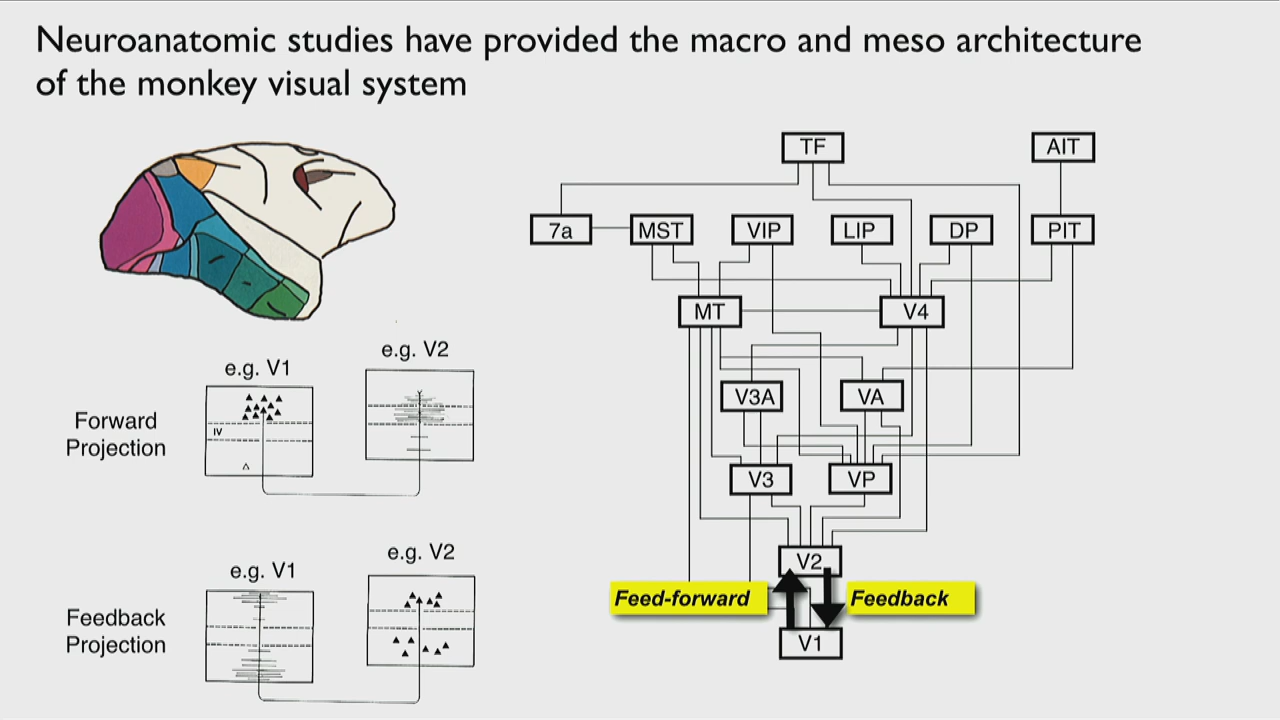 Neuroanatomic studies have provided the macro and meso architecture
of the monkey visual system
TF
AIT
7a
MST
VIP
LIP
DP
PIT
MT
V4
V3A
VA
V3
VP
V2
Feed-forward
Feedback
V1
e.g. V1
e.g. V2
Forward
Projection
IV
e.g. V1
e.g. V2
Feedback
Projection